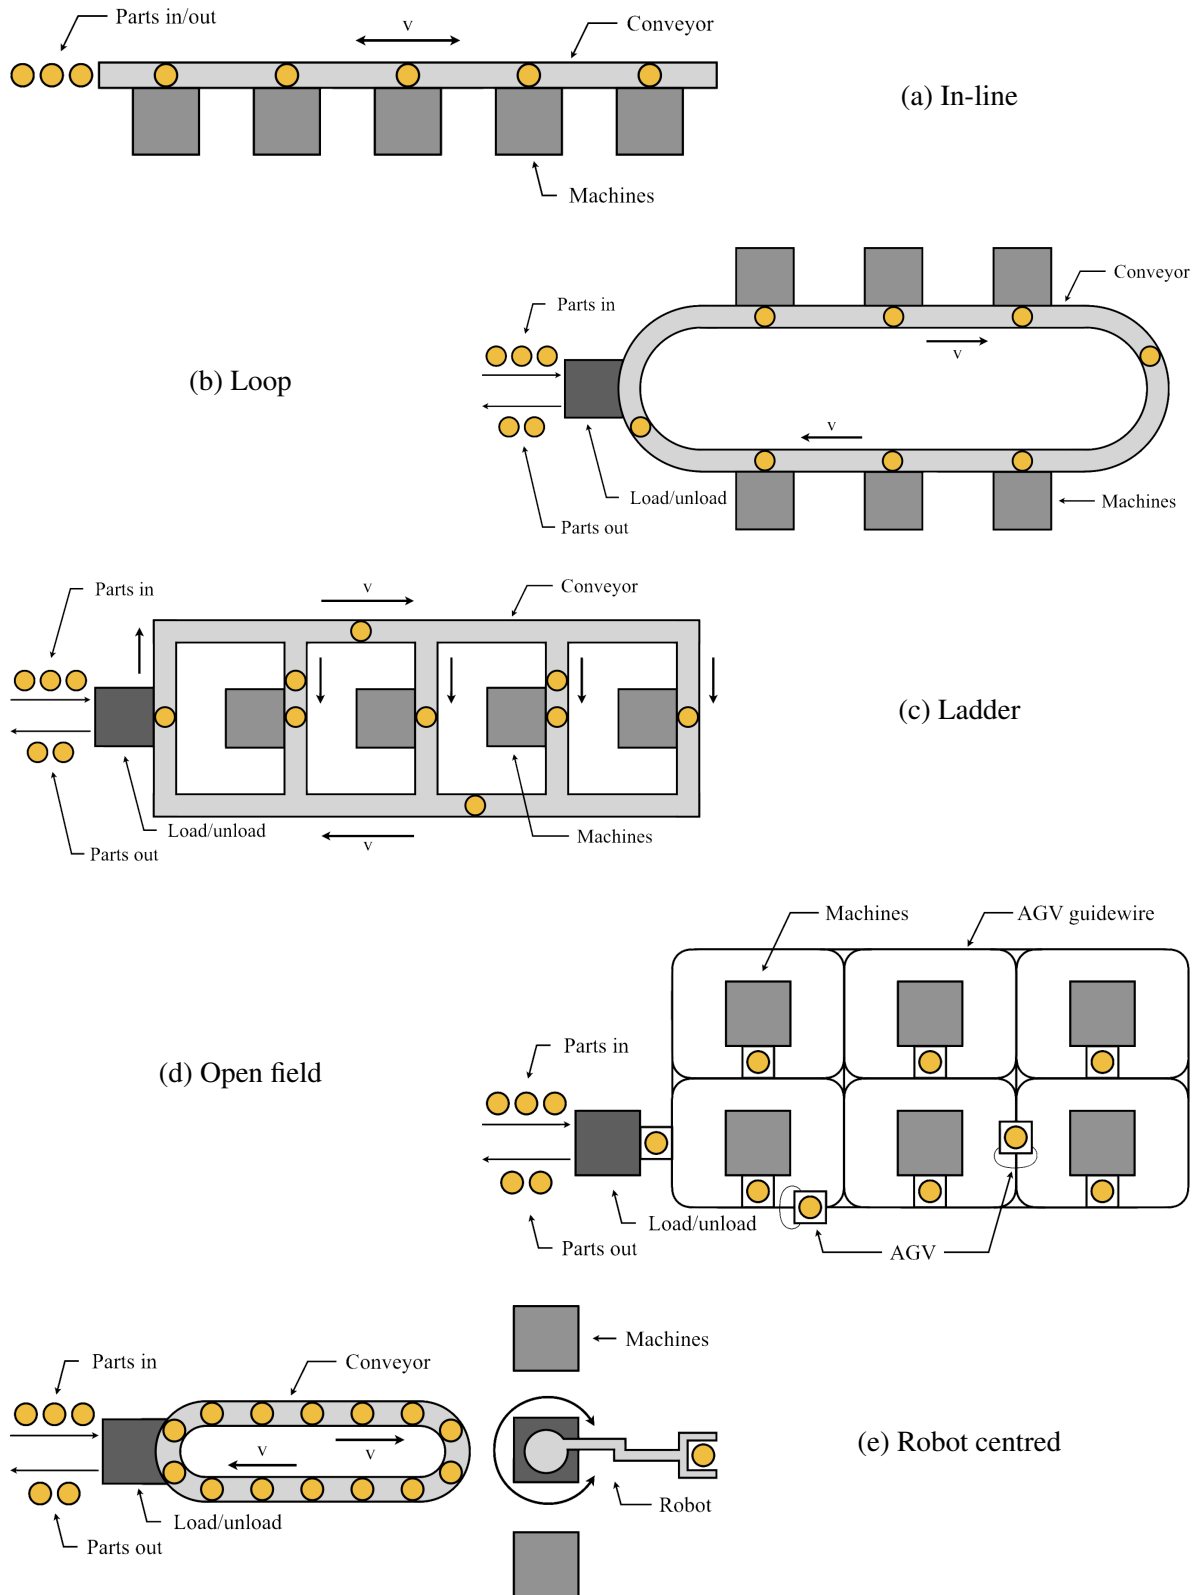 Parts in/out
v
Conveyor
(a) In-line
Machines
Conveyor
Parts in
v
(b) Loop
v
Load/unload
Machines
Parts out
Parts in
v
Conveyor
(c) Ladder
Load/unload
v
Machines
Parts out
Machines
AGV guidewire
Parts in
(d) Open field
Load/unload
Parts out
AGV
Machines
Parts in
Conveyor
v
v
(e) Robot centred
Robot
Load/unload
Parts out